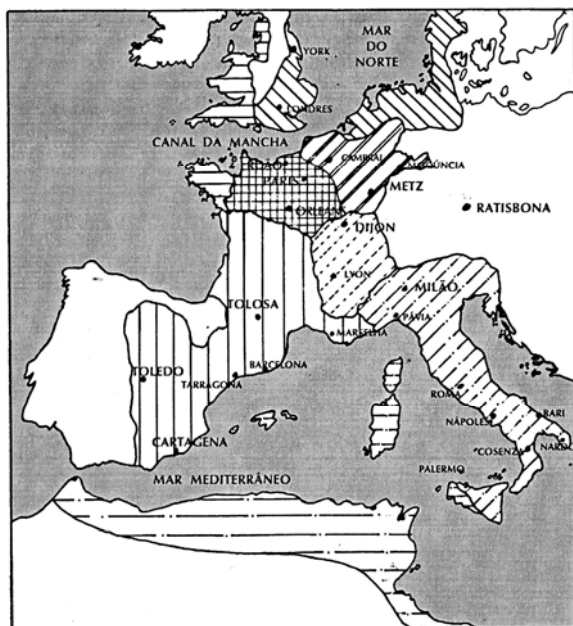 YORK
MAR
DO
NORTE
LONDRES
CANAL DA MANCHA
CAMBRAI
PARIS
METZ
RATISBONA
ORLEANS
DIJON
LYON
MILÃO
TOLOSA
PÁVIA
MARSELHA
TOLEDO
BARCELONA
TARRAGONA
ROMA
BARI
NÁPOLES
CARTAGENA
COSENZA
NARDO
PALERMO
MAR MEDITERRÂNEO